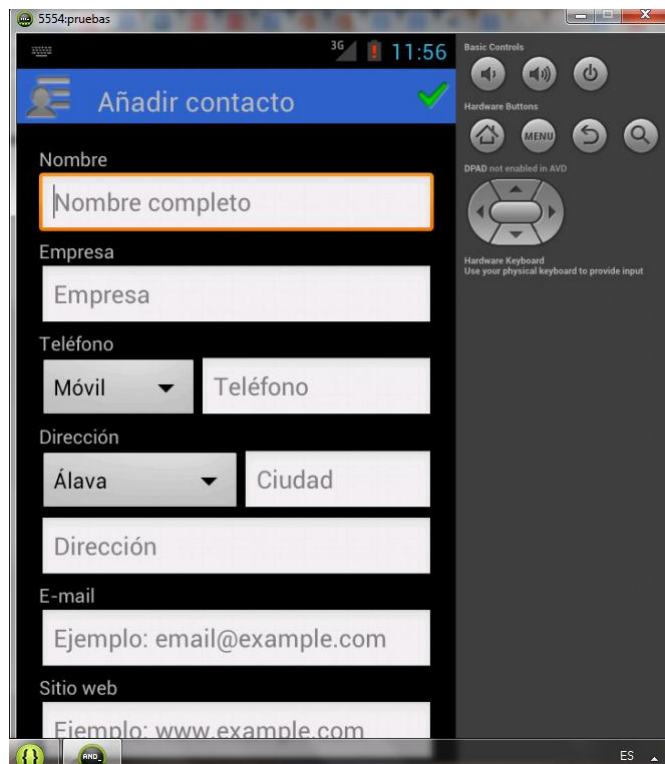 5554:pruebas
3G 11:56
Añadir contacto
Nombre
Nombre completo
Empresa
Empresa
Teléfono
Móvil Teléfono
Dirección
Álava Ciudad
Dirección
E-mail
Ejemplo: email@example.com
Sitio web
Ejemplo: www.example.com
Basic Controls
Hardware Buttons
MENU
DPAD not enabled in AVD
Hardware Keyboard
Use your physical keyboard to provide input
{} AND_ ES